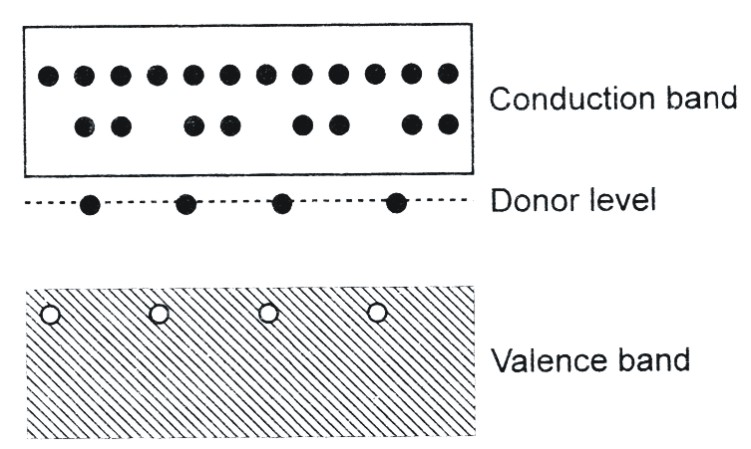 Conduction band
Donor level
Valence band